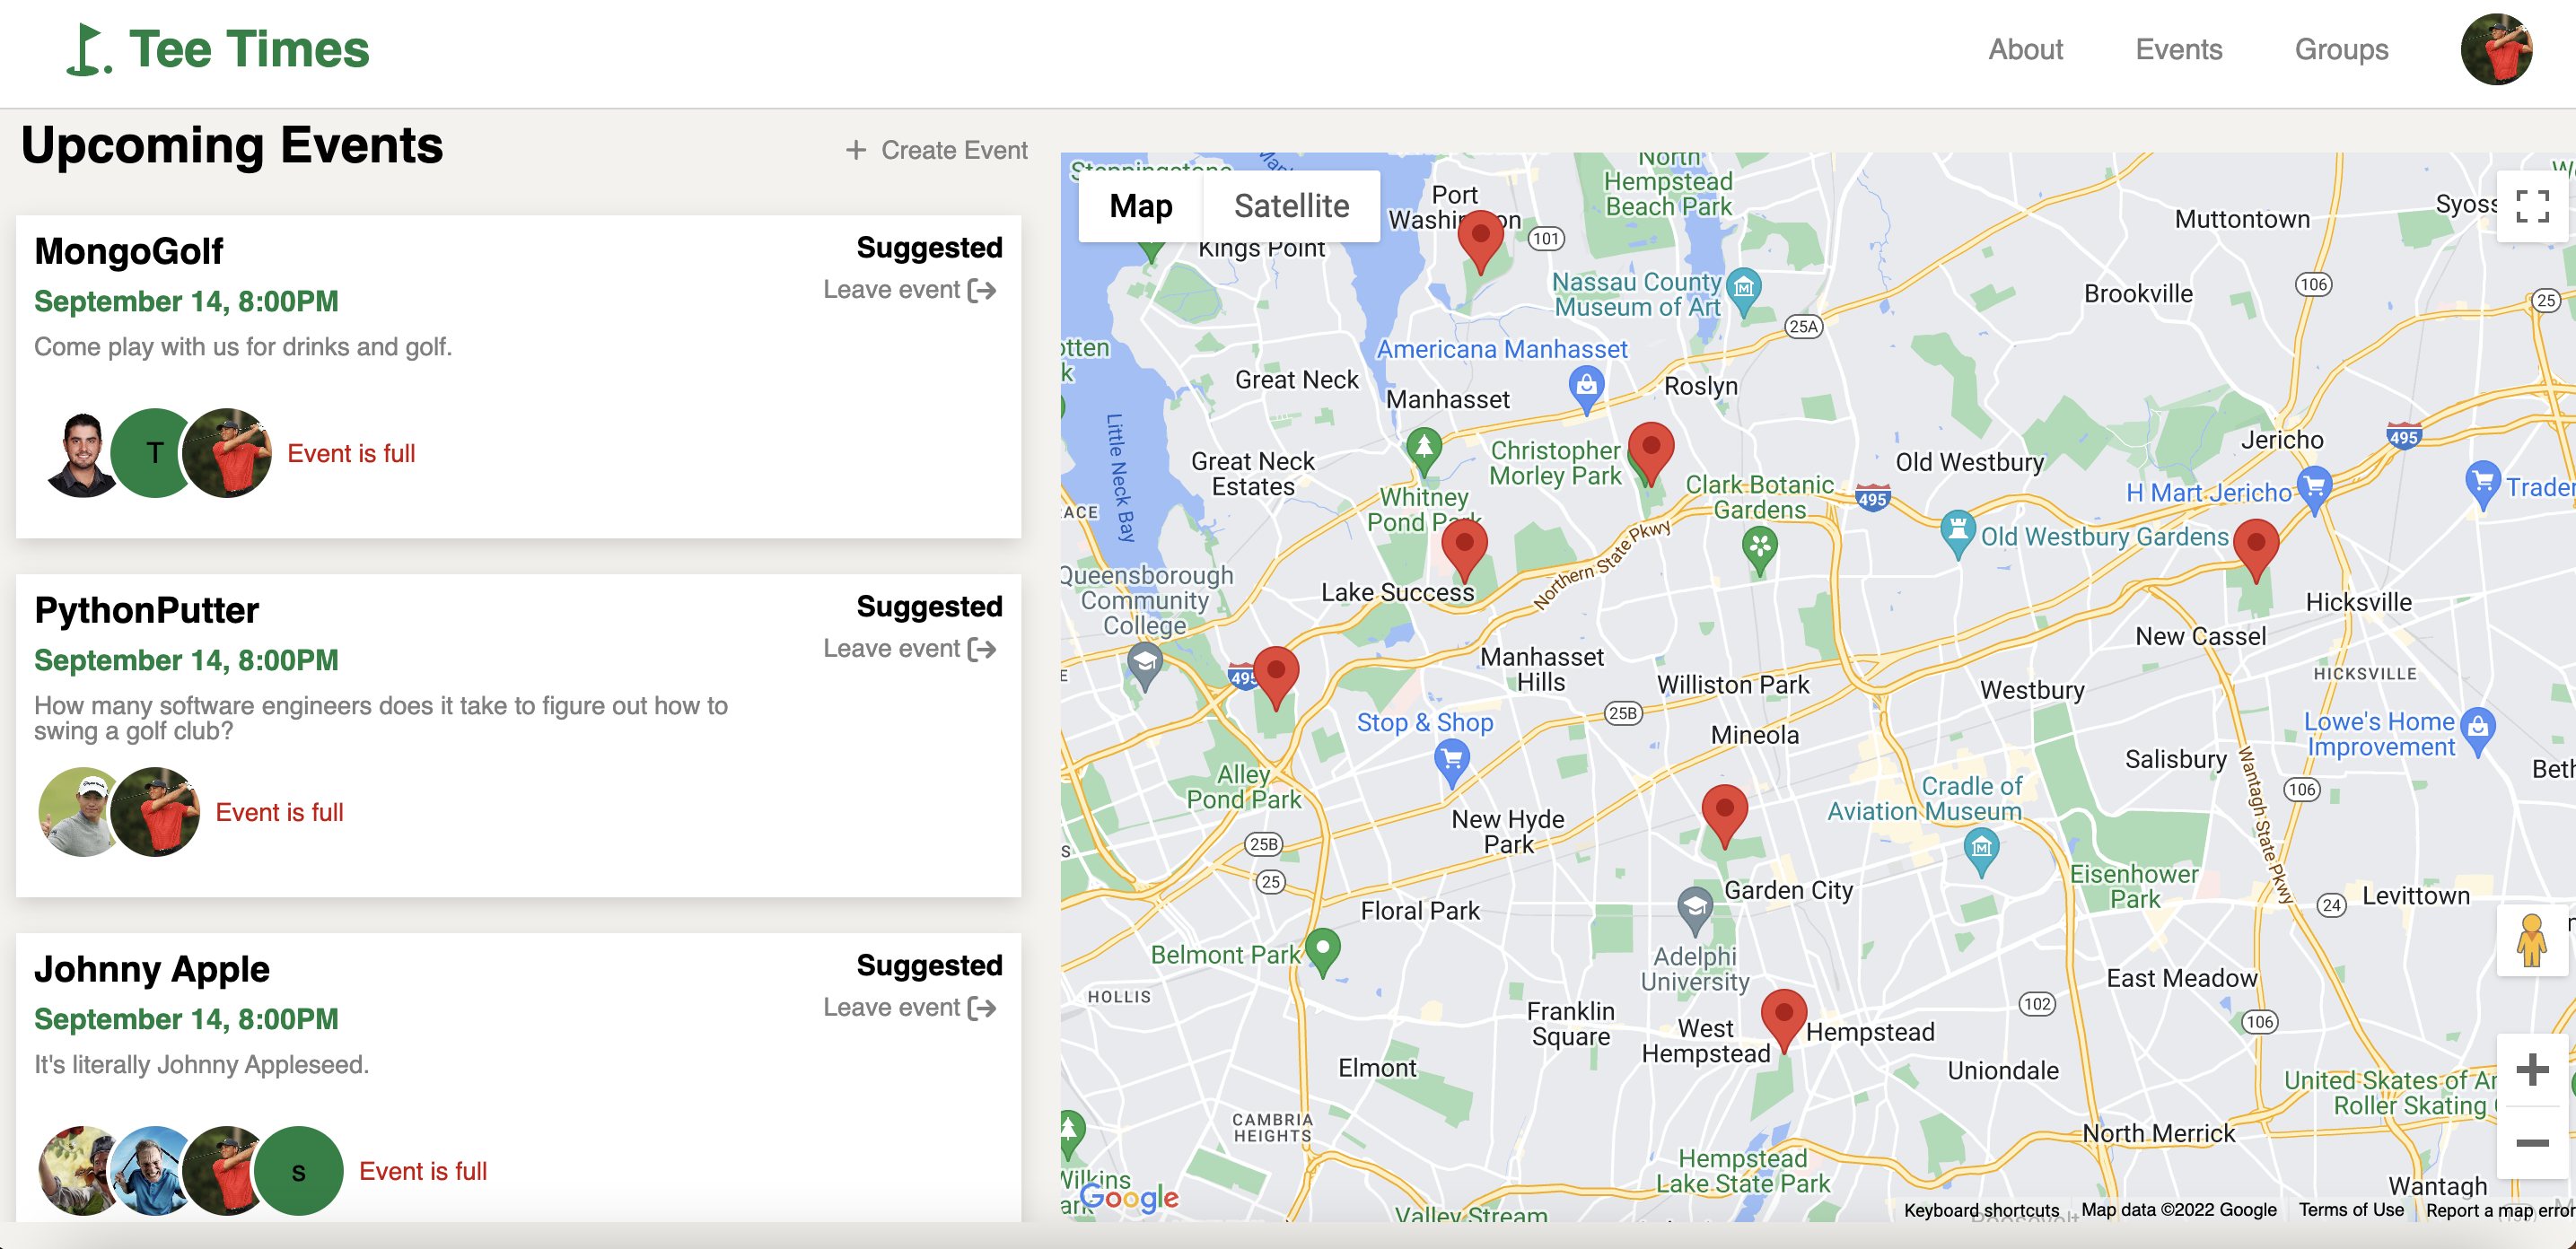 Tee Times
About
Events
Groups
Upcoming Events
+ Create Event
MongoGolf
Suggested
September 14, 8:00PM
Leave event
Come play with us for drinks and golf.
T
Event is full
PythonPutter
Suggested
September 14, 8:00PM
Leave event
How many software engineers does it take to figure out how to
swing a golf club?
Event is full
Johnny Apple
Suggested
September 14, 8:00PM
Leave event
It's literally Johnny Appleseed.
s
Event is full
Map
Satellite
Port
Washington
Kings Point
101
North
Hempstead
Beach Park
Muttontown
Nassau County
Museum of Art
25A
Brookville
106
25
Americana Manhasset
Great Neck
Manhasset
Roslyn
Little Neck Bay
Great Neck
Estates
Christopher
Morley Park
Whitney
Pond Park
Clark Botanic
Gardens
495
Old Westbury
Jericho
495
H Mart Jericho
Old Westbury Gardens
Northern State Pkwy
Queensborough
Community
College
Lake Success
Hicksville
New Cassel
HICKSVILLE
495
Manhasset
Hills
Williston Park
Westbury
25B
Stop & Shop
Mineola
Lowe's Home
Improvement
Salisbury
Wantagh State Pkwy
106
Alley
Pond Park
Cradle of
Aviation Museum
New Hyde
Park
25B
25
Eisenhower
Park
Garden City
24
Levittown
Floral Park
Belmont Park
Adelphi
University
East Meadow
HOLLIS
102
106
Franklin
Square
West
Hempstead
Hempstead
Elmont
Uniondale
United Skates of
Roller Skating
CAMBRIA
HEIGHTS
North Merrick
Hempstead
Lake State Park
Wantagh
Google
Valley Stream
Keyboard shortcuts
Map data ©2022 Google
Terms of Use
Report a map error